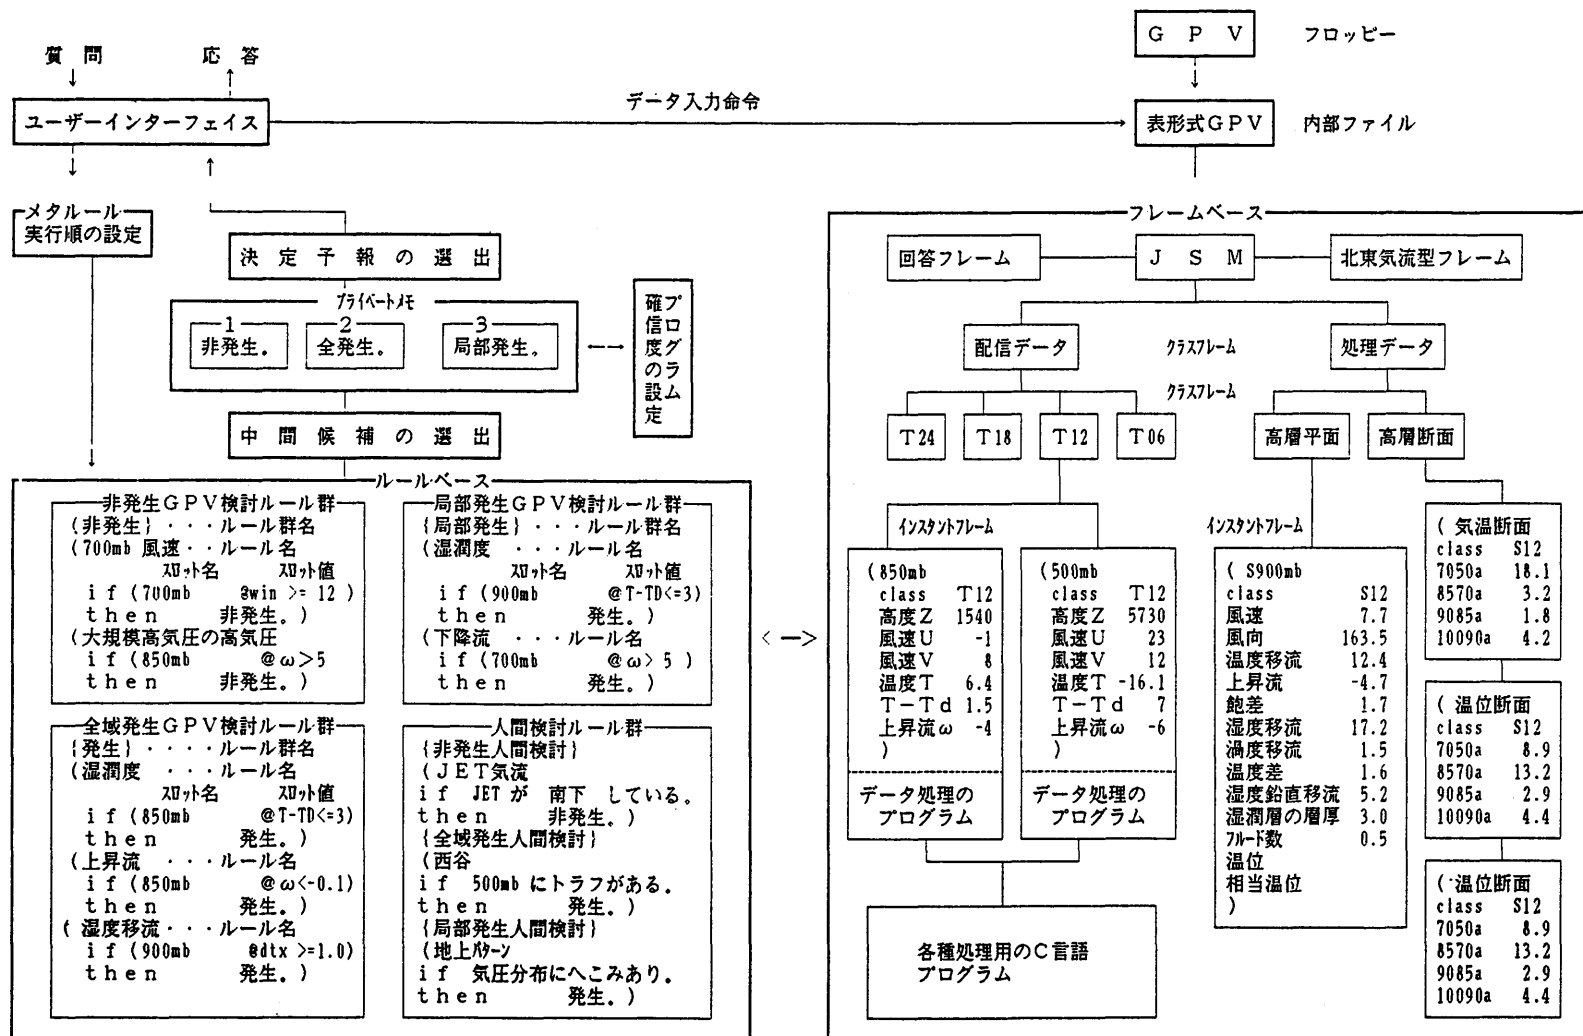 質問
応答
ユーザーインターフェイス
データ入力命令
GPV
フロッピー
表形式GPV
内部ファイル
メタルール
実行順の設定
決定予報の選出
プライベートメモ
1
非発生.
2
全発生.
3
局部発生.
確信度の設定
プログラム
中間候補の選出
ルールベース
非発生GPV検討ルール群
(非発生}・・・ルール群名
(700mb 風速・・ルール名
スロット名 スロット値
if (700mb @win >= 12 )
then 非発生.)
(大規模高気圧の高気圧
if (850mb @ω>5
then 非発生.)
局部発生GPV検討ルール群
{局部発生}・・・ルール群名
(湿潤度 ・・・ルール名
スロット名 スロット値
if (900mb @T-TD<=3)
then 発生.)
(下降流 ・・・ルール名
if (700mb @ω> 5 )
then 発生.)
全域発生GPV検討ルール群
{発生}・・・・ルール群名
(湿潤度 ・・・ルール名
スロット名 スロット値
if (850mb @T-TD<=3)
then 発生.)
(上昇流 ・・・ルール名
if (850mb @ω<-0.1)
then 発生.)
( 湿度移流・・・ルール名
if (900mb @dtx >=1.0)
then 発生.)
人間検討ルール群
{非発生人間検討}
(JET気流
if JETが 南下 している.
then 非発生.)
{全域発生人間検討}
(西谷
if 500mb にトラフがある.
then 発生.)
{局部発生人間検討}
(地上パターン
if 気圧分布にへこみあり.
then 発生.)
フレームベース
回答フレーム
JSM
北東気流型フレーム
配信データ
クラスフレーム
処理データ
クラスフレーム
T24
T18
T12
T06
高層平面
高層断面
インスタントフレーム
(850mb
class T12
高度Z 1540
風速U -1
風速V 8
温度T 6.4
T-Td 1.5
上昇流ω -4
)
データ処理の
プログラム
(500mb
class T12
高度Z 5730
風速U 23
風速V 12
温度T -16.1
T-Td 7
上昇流ω -6
)
データ処理の
プログラム
各種処理用のC言語
プログラム
インスタントフレーム
( S900mb
class S12
風速 7.7
風向 163.5
温度移流 12.4
上昇流 -4.7
飽差 1.7
湿度移流 17.2
渦度移流 1.5
温度差 1.6
湿度鉛直移流 5.2
湿潤層の層厚 3.0
フルード数 0.5
温位
相当温位
)
( 気温断面
class S12
7050a 18.1
8570a 3.2
9085a 1.8
10090a 4.2
( 温位断面
class S12
7050a 8.9
8570a 13.2
9085a 2.9
10090a 4.4
( 温位断面
class S12
7050a 8.9
8570a 13.2
9085a 2.9
10090a 4.4